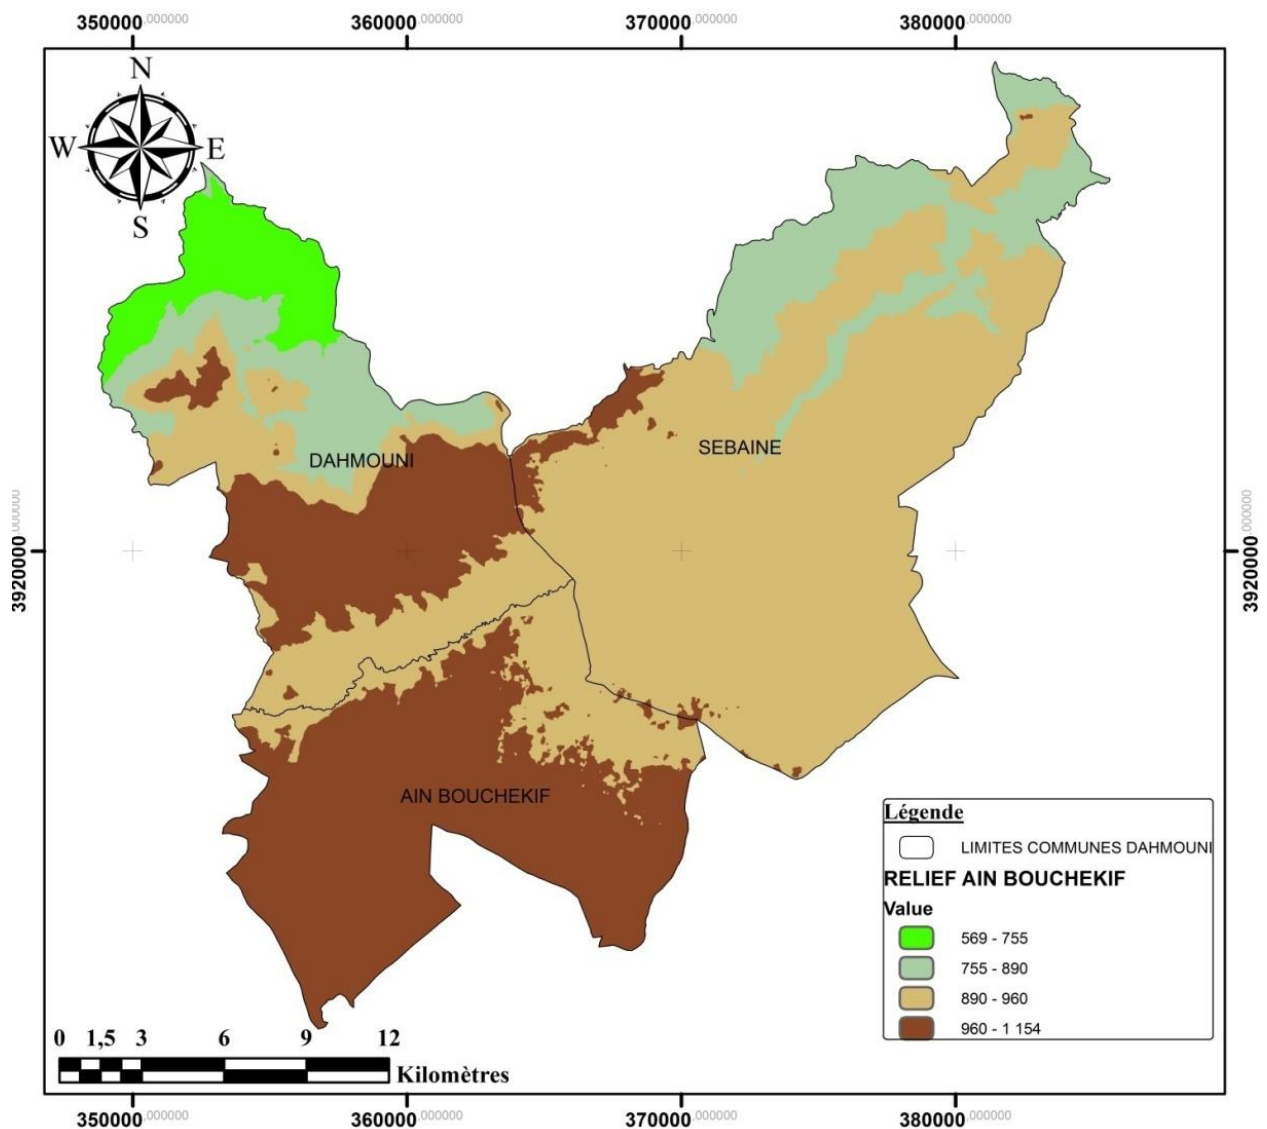 350000,000000 360000,000000 370000,000000 380000,000000
N
W E
S
DAHMOUNI
SEBAINE
3920000,000000
3920000,000000
AIN BOUCHEKIF
Légende
LIMITES COMMUNES DAHMOUNI
RELIEF AIN BOUCHEKIF
Value
569 - 755
755 - 890
890 - 960
960 - 1 154
0 1,5 3 6 9 12
Kilomètres
350000,000000 360000,000000 370000,000000 380000,000000